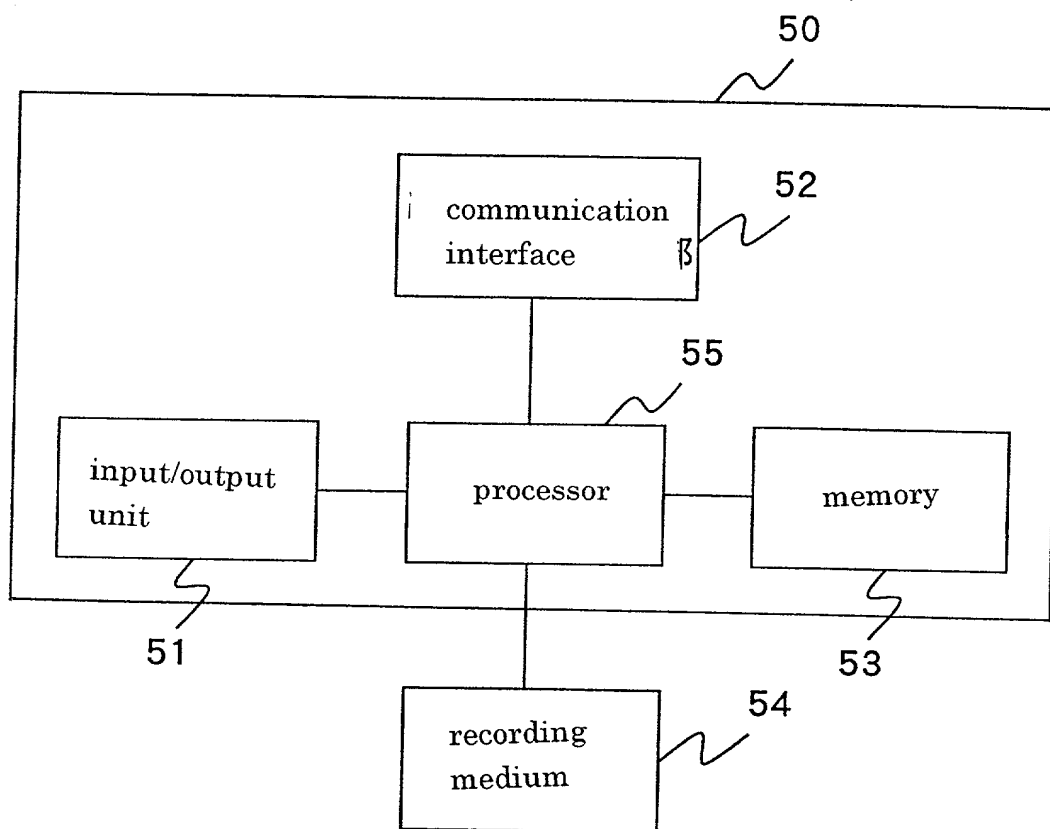 50
communication
interface
52
55
input/output
unit
processor
memory
51
53
54
recording
medium